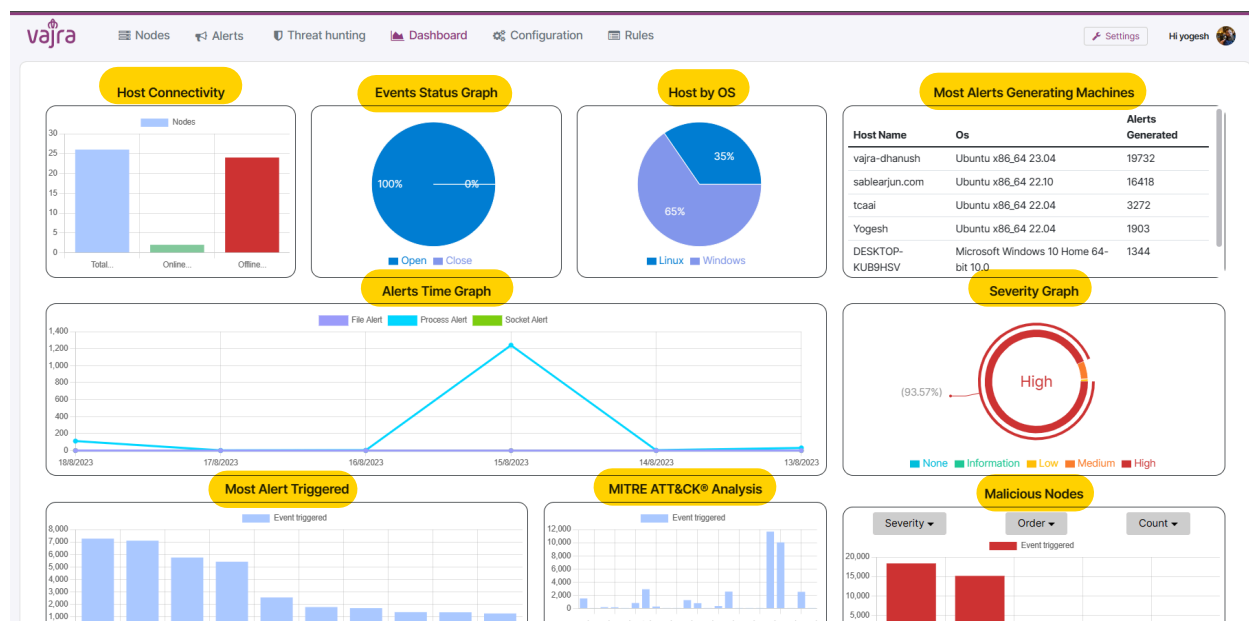 vajra
Nodes
Alerts
Threat hunting
Dashboard
Configuration
Rules
Settings
Hi yogesh
Host Connectivity
Nodes
30
25
20
15
10
5
0
Total...
Online...
Offline...
Events Status Graph
100%
0%
Open Close
Host by OS
35%
65%
Linux Windows
Most Alerts Generating Machines
Host Name Os Alerts Generated
vajra-dhanush Ubuntu x86_64 23.04 19732
sablearjun.com Ubuntu x86_64 22.10 16418
tcaai Ubuntu x86_64 22.04 3272
Yogesh Ubuntu x86_64 22.04 1903
DESKTOP- Microsoft Windows 10 Home 64- 1344
KUB9HSV bit 10.0
Alerts Time Graph
File Alert Process Alert Socket Alert
1,400
1,200
1,000
800
600
400
200
0
18/8/2023 17/8/2023 16/8/2023 15/8/2023 14/8/2023 13/8/2023
Severity Graph
High
(93.57%)
None Information Low Medium High
Most Alert Triggered
Event triggered
8,000
7,000
6,000
5,000
4,000
3,000
2,000
1,000
MITRE ATT&CK® Analysis
Event triggered
12,000
10,000
8,000
6,000
4,000
2,000
0
Malicious Nodes
Severity Order Count
Event triggered
20,000
15,000
10,000
5,000